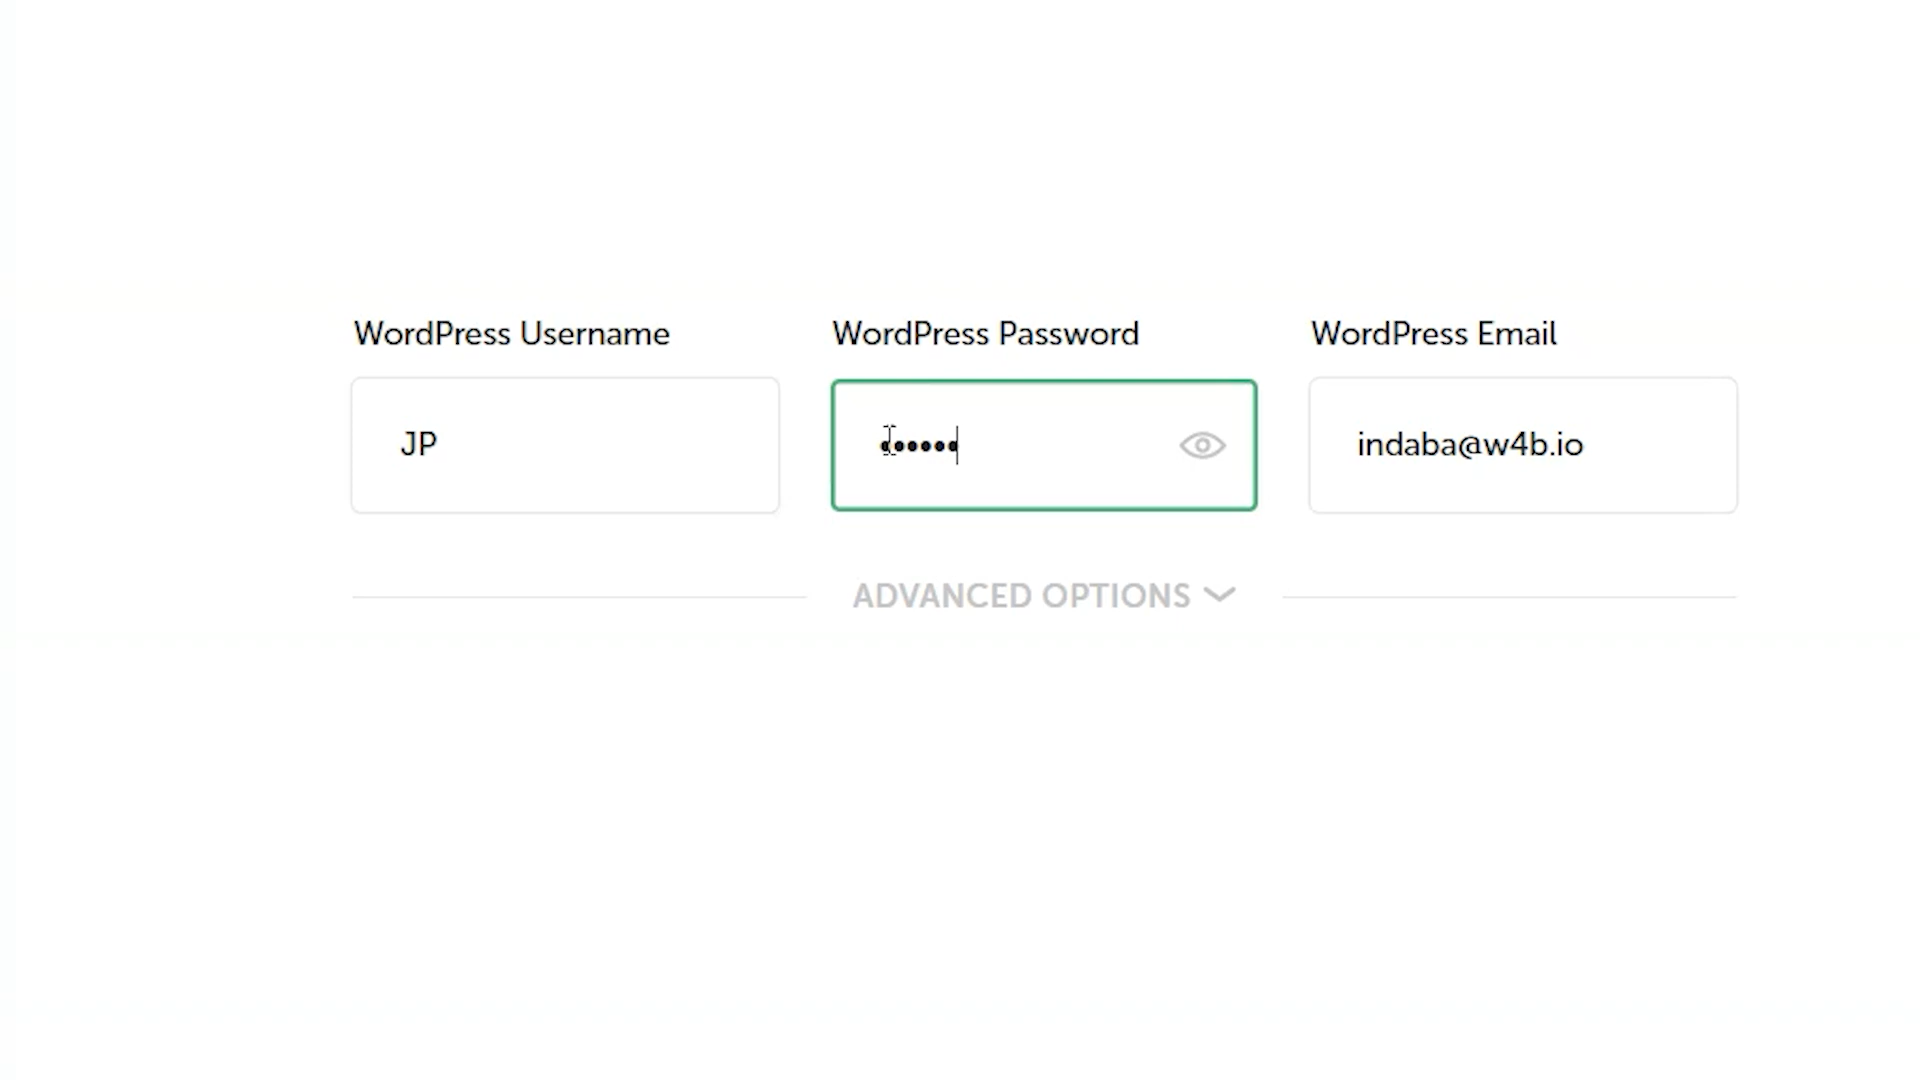 WordPress Username
WordPress Password
WordPress Email
JP
••••••
indaba@w4b.io
ADVANCED OPTIONS